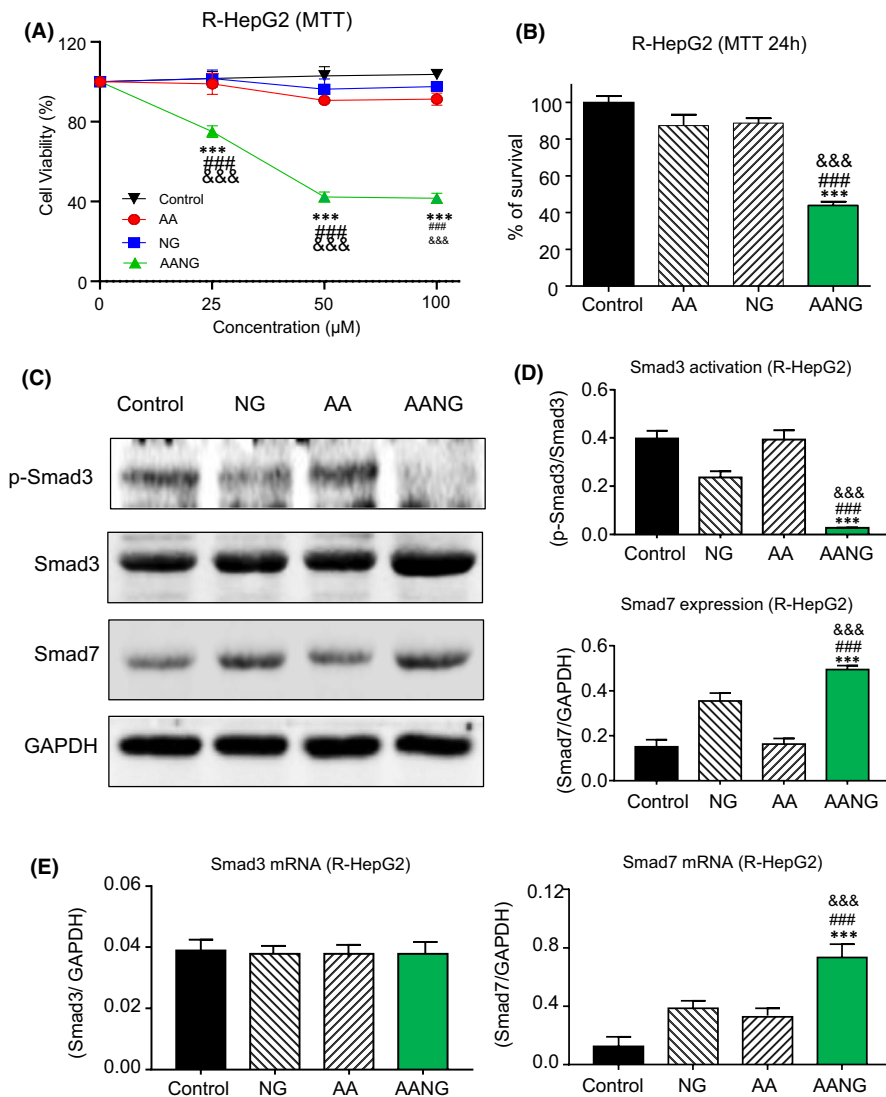 (A)
R-HepG2 (MTT)
Cell Viability (%)
120
100
80
40
0
***
###
&&&
***
###
&&&
***
###
&&&
Control
AA
NG
AANG
0
25
50
100
Concentration (μM)
(B)
R-HepG2 (MTT 24h)
% of survival
100
80
60
40
20
0
&&&
###
***
Control
AA
NG
AANG
(C)
Control NG AA AANG
p-Smad3
Smad3
Smad7
GAPDH
(D)
Smad3 activation (R-HepG2)
(p-Smad3/Smad3)
0.6
0.4
0.2
0.0
&&&
###
***
Control NG AA AANG
Smad7 expression (R-HepG2)
(Smad7/GAPDH)
0.6
0.4
0.2
0.0
&&&
###
***
Control NG AA AANG
(E)
Smad3 mRNA (R-HepG2)
(Smad3/ GAPDH)
0.06
0.04
0.02
0.00
Control NG AA AANG
Smad7 mRNA (R-HepG2)
(Smad7/GAPDH)
0.12
0.8
0.4
0.0
&&&
###
***
Control NG AA AANG